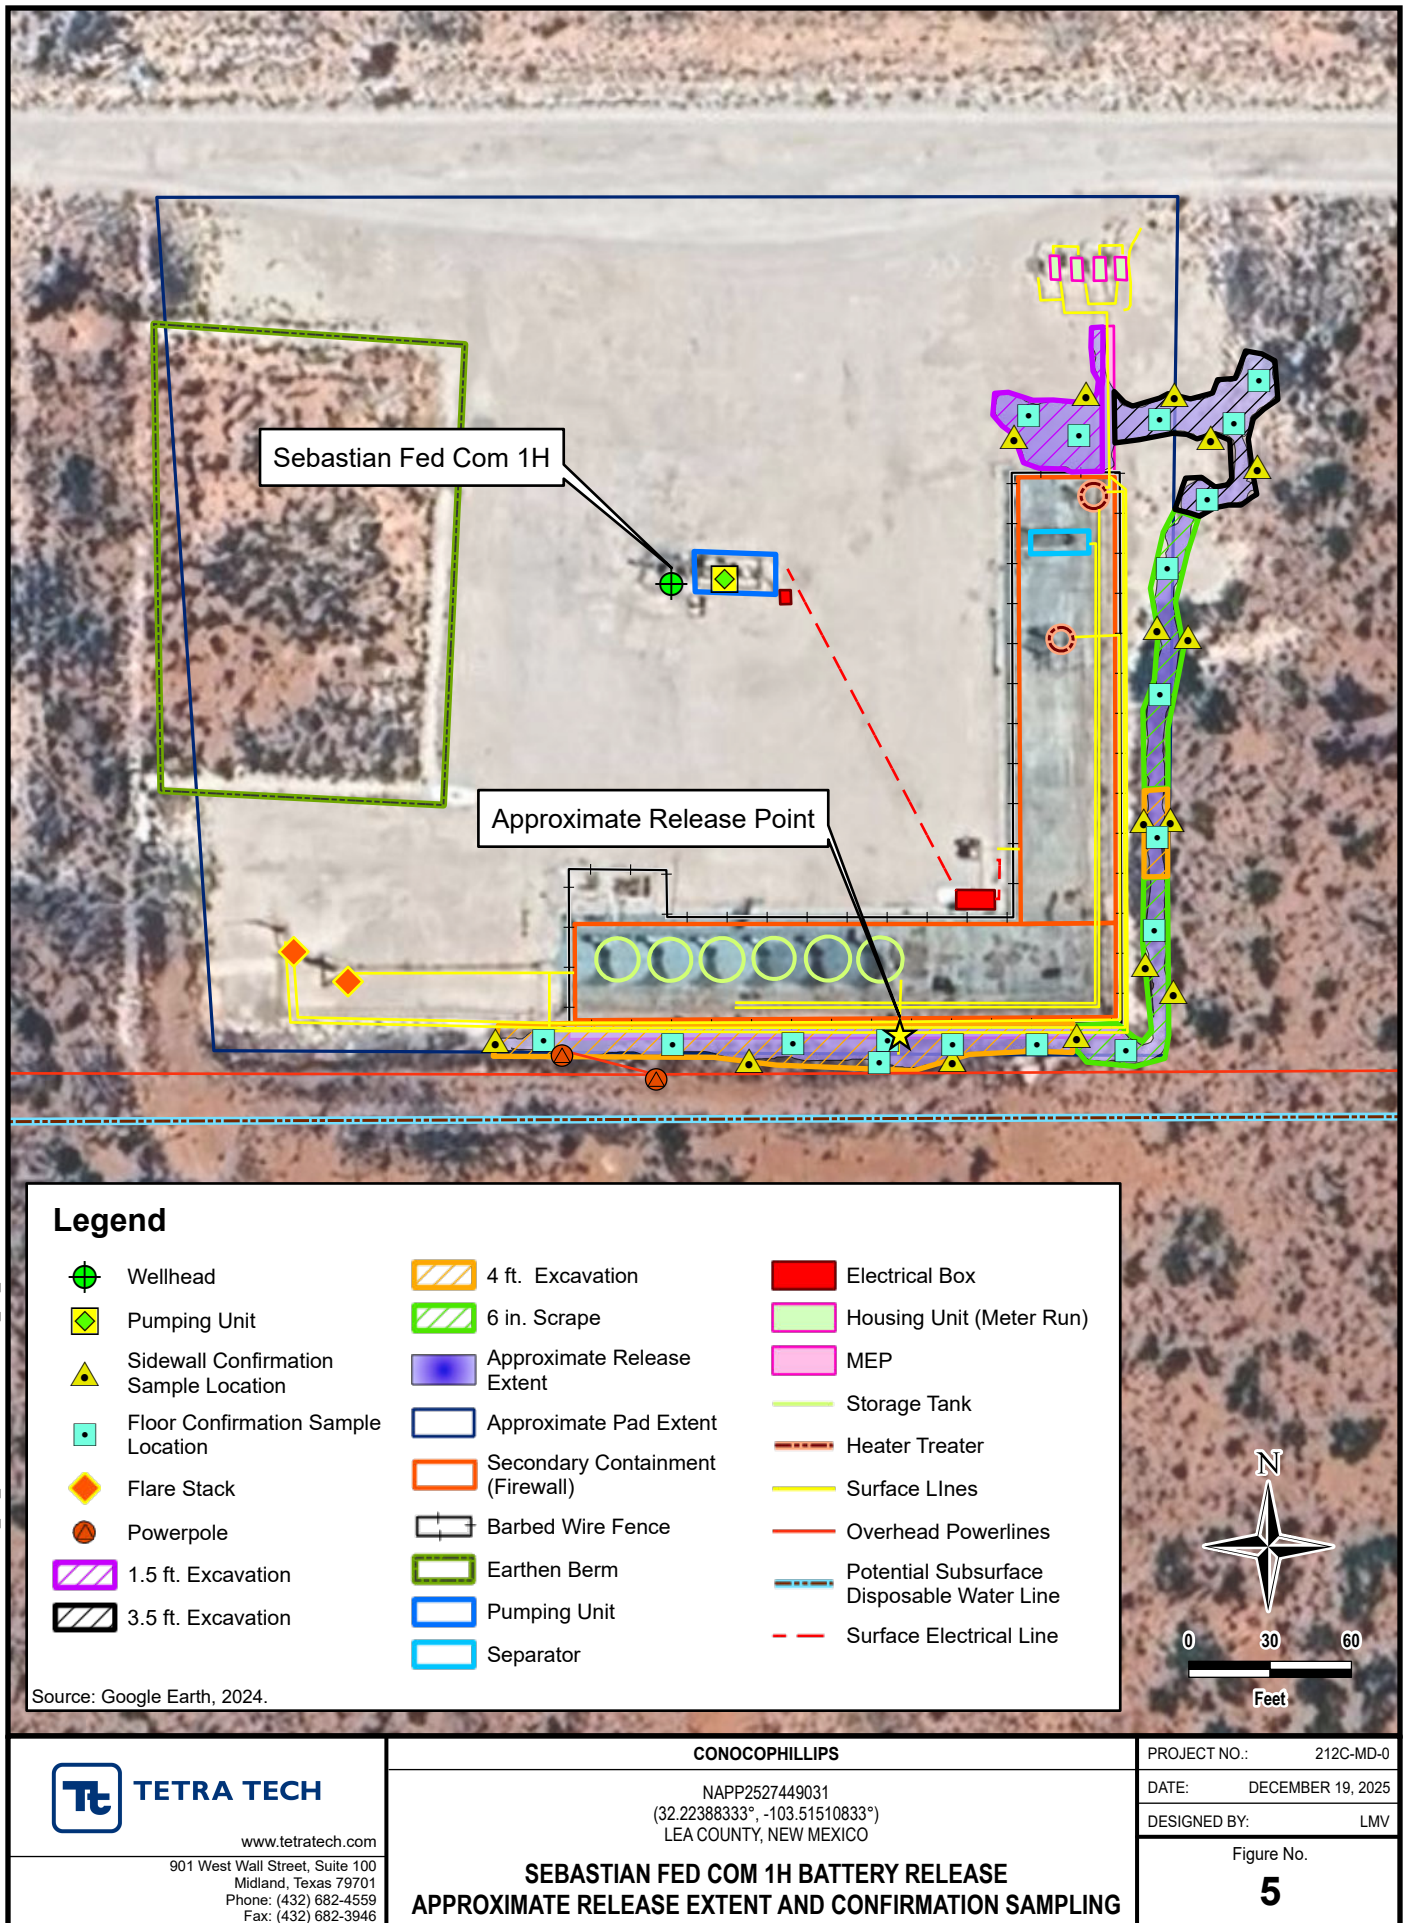 Sebastian Fed Com 1H
Approximate Release Point
Legend
Wellhead
Pumping Unit
Sidewall Confirmation
Sample Location
Floor Confirmation Sample
Location
Flare Stack
Powerpole
1.5 ft. Excavation
3.5 ft. Excavation
4 ft.  Excavation
6 in. Scrape
Approximate Release
Extent
Approximate Pad Extent
Secondary Containment
(Firewall)
Barbed Wire Fence
Earthen Berm
Pumping Unit
Separator
Electrical Box
Housing Unit (Meter Run)
MEP
Storage Tank
Heater Treater
Surface LInes
Overhead Powerlines
Potential Subsurface
Disposable Water Line
Surface Electrical Line
Source: Google Earth, 2024.
N
0 30 60
Feet
Tt TETRA TECH
www.tetratech.com
901 West Wall Street, Suite 100
Midland, Texas 79701
Phone: (432) 682-4559
Fax: (432) 682-3946
CONOCOPHILLIPS
NAPP2527449031
(32.22388333°, -103.51510833°)
LEA COUNTY, NEW MEXICO
SEBASTIAN FED COM 1H BATTERY RELEASE
APPROXIMATE RELEASE EXTENT AND CONFIRMATION SAMPLING
PROJECT NO.: 212C-MD-0
DATE: DECEMBER 19, 2025
DESIGNED BY: LMV
Figure No.
5